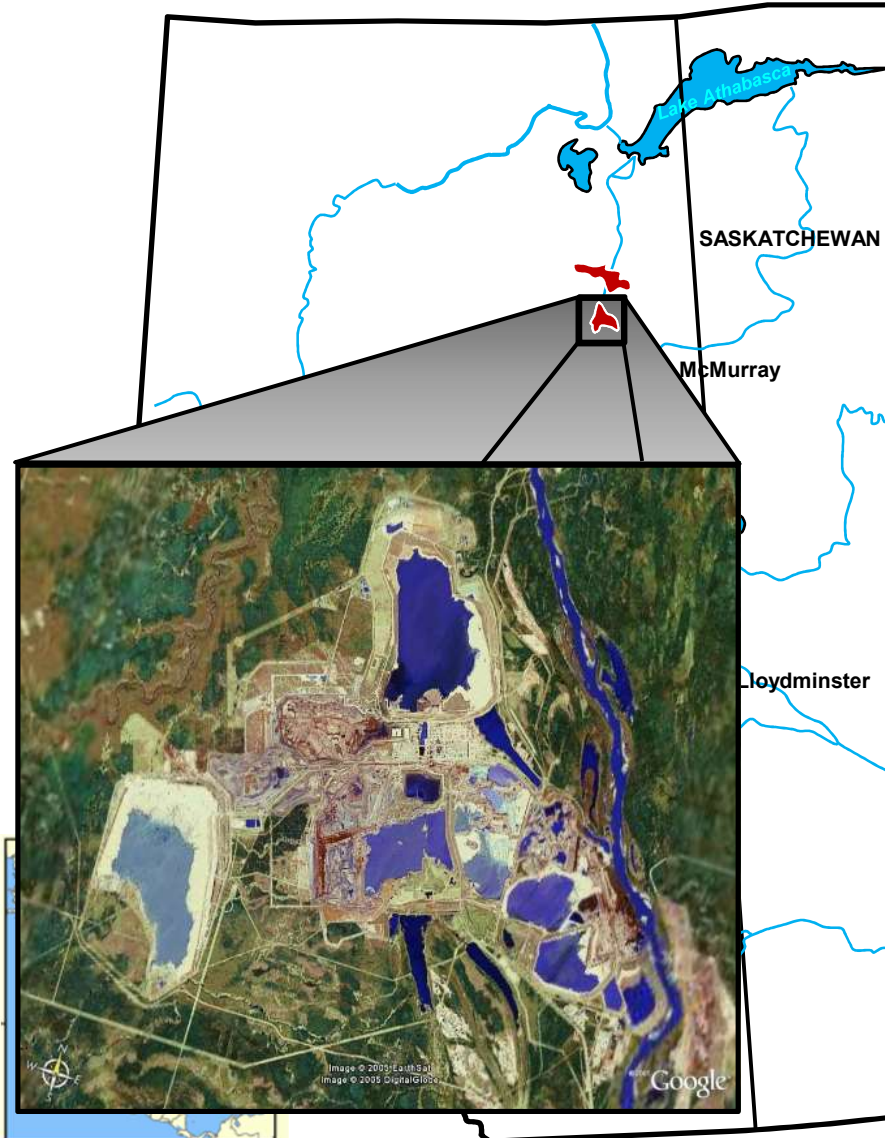 Lake Athabasca
SASKATCHEWAN
McMurray
Lloydminster
N
W
E
S
Image © 2005 EarthSat
Image © 2005 DigitalGlobe
Google